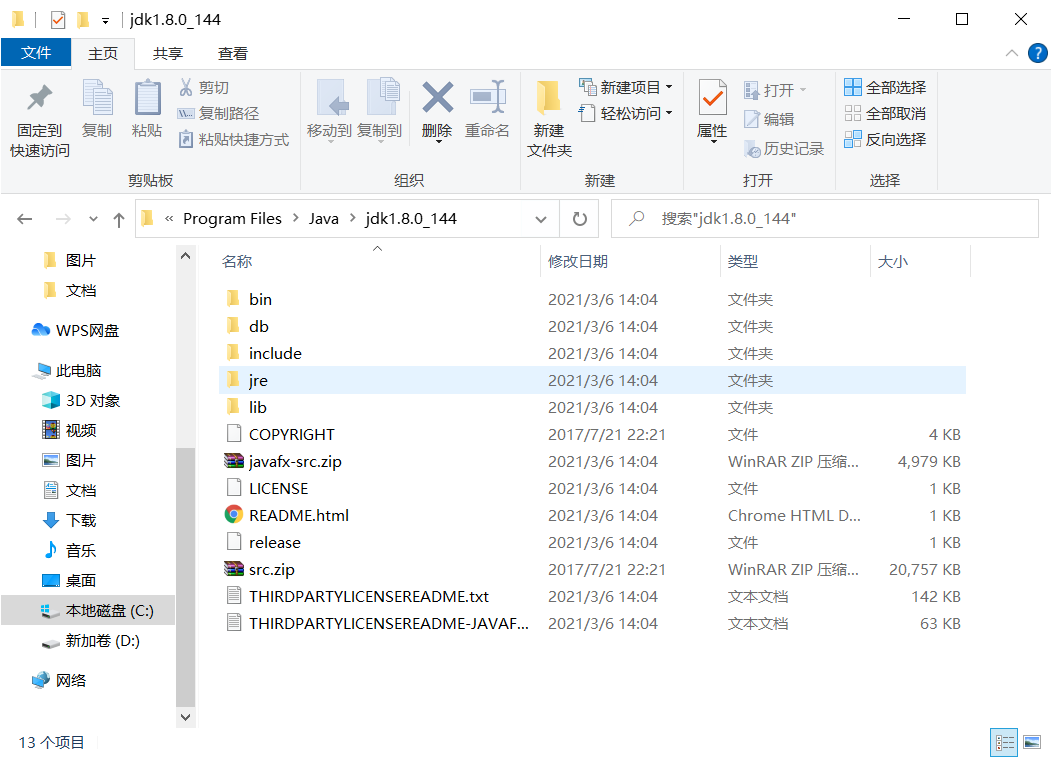 jdk1.8.0_144
文件 主页 共享 查看
固定到快速访问 复制 粘贴 剪切 复制路径 粘贴快捷方式 移动到 复制到 删除 重命名 新建文件夹 新建项目 轻松访问 属性 打开 编辑 历史记录 全部选择 全部取消 反向选择
剪贴板 组织 新建 打开 选择
« Program Files > Java > jdk1.8.0_144 搜索"jdk1.8.0_144"
图片
文档
WPS网盘
此电脑
3D 对象
视频
图片
文档
下载
音乐
桌面
本地磁盘 (C:)
新加卷 (D:)
网络
名称 修改日期 类型 大小
bin 2021/3/6 14:04 文件夹
db 2021/3/6 14:04 文件夹
include 2021/3/6 14:04 文件夹
jre 2021/3/6 14:04 文件夹
lib 2021/3/6 14:04 文件夹
COPYRIGHT 2017/7/21 22:21 文件 4 KB
javafx-src.zip 2021/3/6 14:04 WinRAR ZIP 压缩... 4,979 KB
LICENSE 2021/3/6 14:04 文件 1 KB
README.html 2021/3/6 14:04 Chrome HTML D... 1 KB
release 2021/3/6 14:04 文件 1 KB
src.zip 2017/7/21 22:21 WinRAR ZIP 压缩... 20,757 KB
THIRDPARTYLICENSEREADME.txt 2021/3/6 14:04 文本文档 142 KB
THIRDPARTYLICENSEREADME-JAVAF... 2021/3/6 14:04 文本文档 63 KB
13 个项目